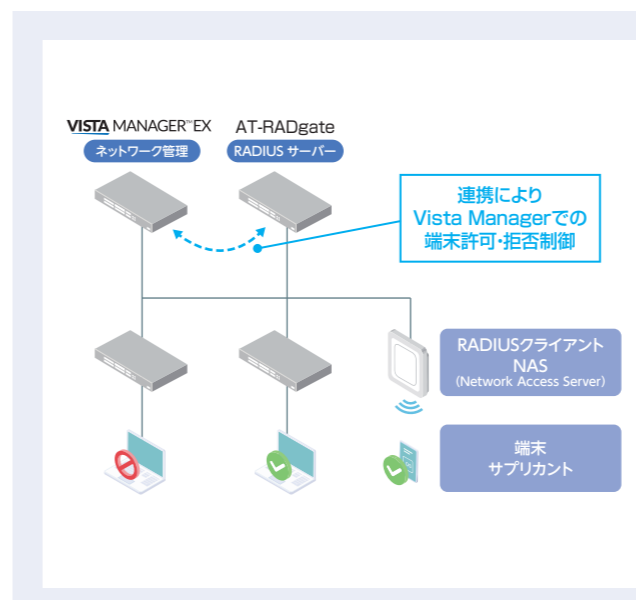 VISTA MANAGER™EX
ネットワーク管理
AT-RADgate
RADIUS サーバー
連携により
Vista Managerでの
端末許可・拒否制御
RADIUSクライアント
NAS
(Network Access Server)
端末
サプリカント